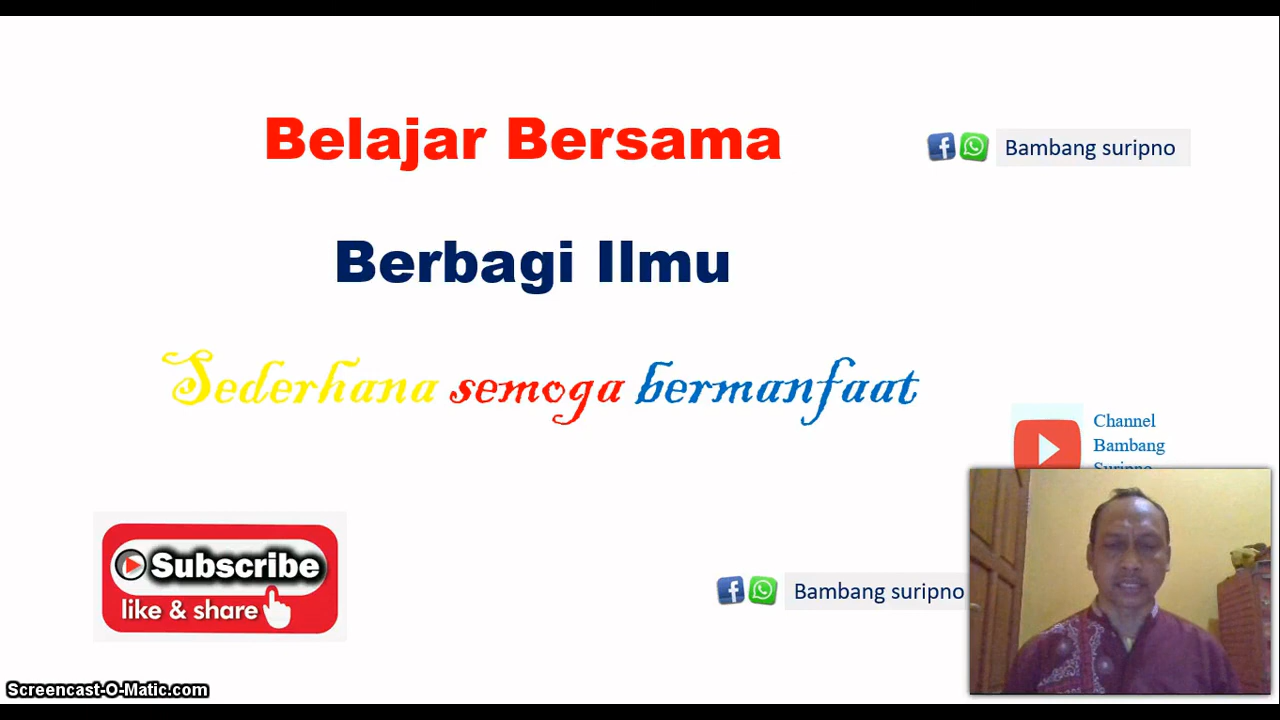 Belajar Bersama
Bambang suripno
Berbagi Ilmu
Sederhana semoga bermanfaat
Channel
Bambang
Suripno
Subscribe
like & share
Bambang suripno
Screencast-O-Matic.com